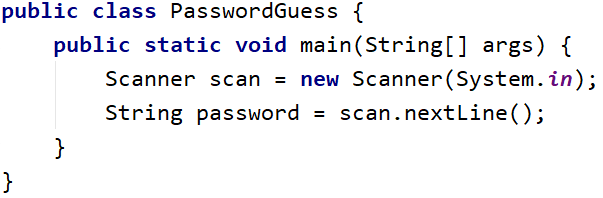 public class PasswordGuess {
    public static void main(String[] args) {
        Scanner scan = new Scanner(System.in);
        String password = scan.nextLine();
    }
}